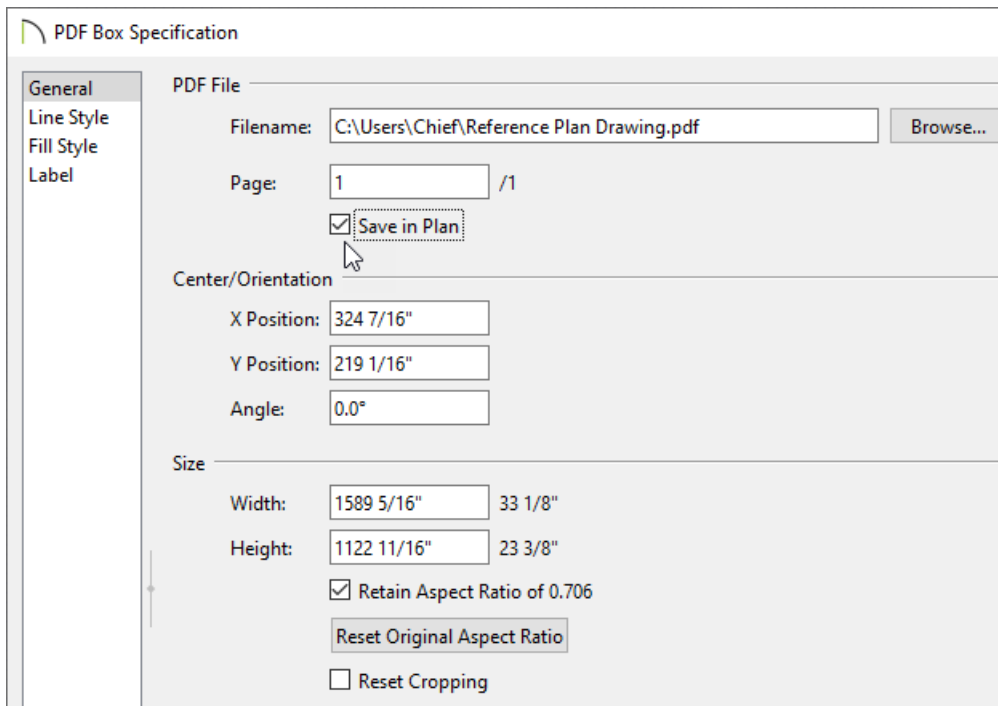 PDF Box Specification
General
Line Style
Fill Style
Label
PDF File
Filename: C:\Users\Chief\Reference Plan Drawing.pdf Browse...
Page: 1 /1
Save in Plan
Center/Orientation
X Position: 324 7/16"
Y Position: 219 1/16"
Angle: 0.0°
Size
Width: 1589 5/16" 33 1/8"
Height: 1122 11/16" 23 3/8"
Retain Aspect Ratio of 0.706
Reset Original Aspect Ratio
Reset Cropping